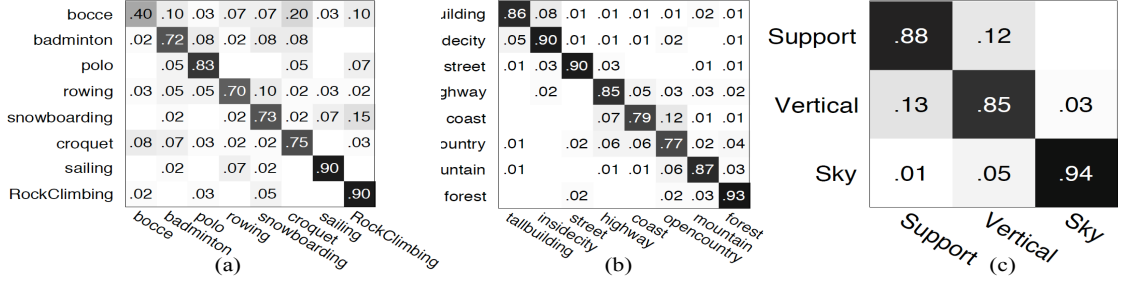 bocce .40 .10 .03 .07 .07 .20 .03 .10
badminton .02 .72 .08 .02 .08 .08
polo .05 .83 .05 .07
rowing .03 .05 .05 .70 .10 .02 .03 .02
snowboarding .02 .02 .73 .02 .07 .15
croquet .08 .07 .03 .02 .02 .75 .03
sailing .02 .07 .02 .90
RockClimbing .02 .03 .05 .90
bocce badminton polo rowing snowboarding croquet sailing RockClimbing
(a)
uilding .86 .08 .01 .01 .01 .01 .02 .01
idecity .05 .90 .01 .01 .01 .02 .01
street .01 .03 .90 .03 .01 .01
ghway .02 .85 .05 .03 .03 .02
coast .07 .79 .12 .01 .01
ountry .01 .02 .06 .06 .77 .02 .04
untain .01 .01 .01 .06 .87 .03
forest .02 .02 .03 .93
tallbuilding insidecity street highway coast opencountry mountain forest
(b)
Support .88 .12
Vertical .13 .85 .03
Sky .01 .05 .94
Support Vertical Sky
(c)